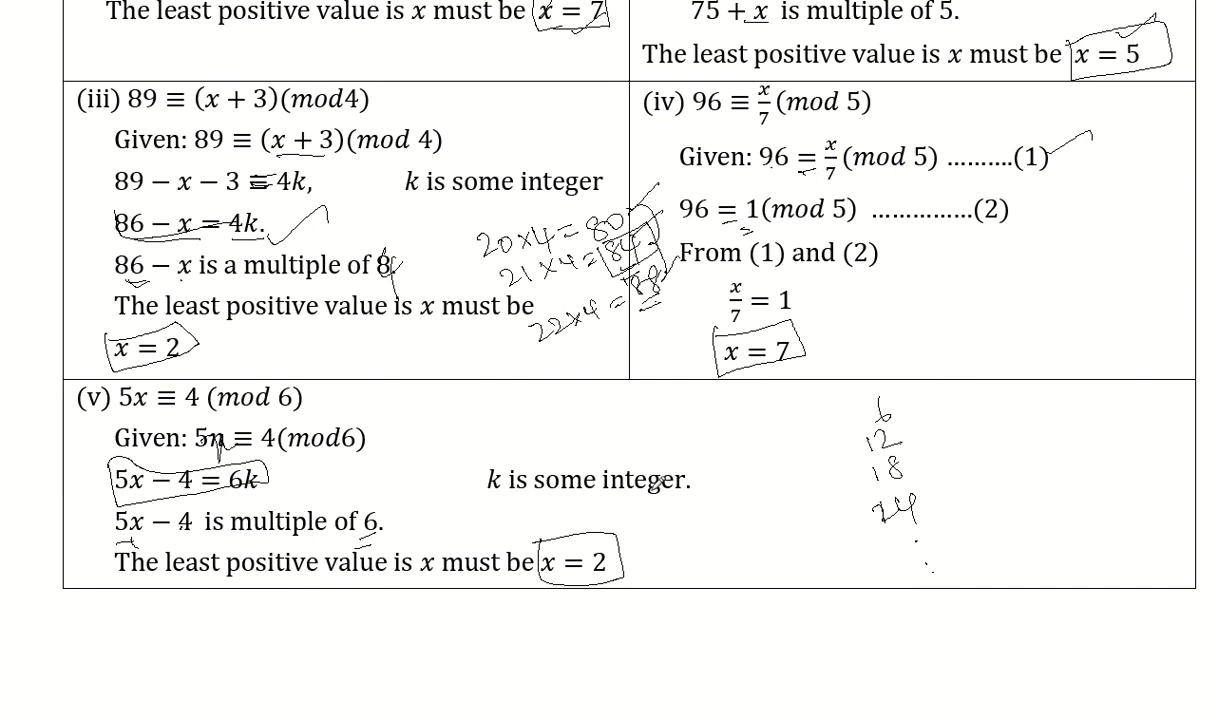 The least positive value is x must be x = 7
75 + x is multiple of 5.
The least positive value is x must be x = 5
(iii) 89 ≡ (x + 3)(mod4)
Given: 89 ≡ (x + 3)(mod 4)
89 − x − 3 = 4k, k is some integer
86 − x = 4k.
86 − x is a multiple of 8.
The least positive value is x must be
x = 2
20×4=80
21×4=84
22×4=88
(iv) 96 ≡ x/7 (mod 5)
Given: 96 = x/7 (mod 5) ..........(1)
96 = 1(mod 5) ...............(2)
From (1) and (2)
x/7 = 1
x = 7
(v) 5x ≡ 4 (mod 6)
Given: 5n ≡ 4(mod6)
5x − 4 = 6k k is some integer.
5x − 4 is multiple of 6.
The least positive value is x must be x = 2
6
12
18
24